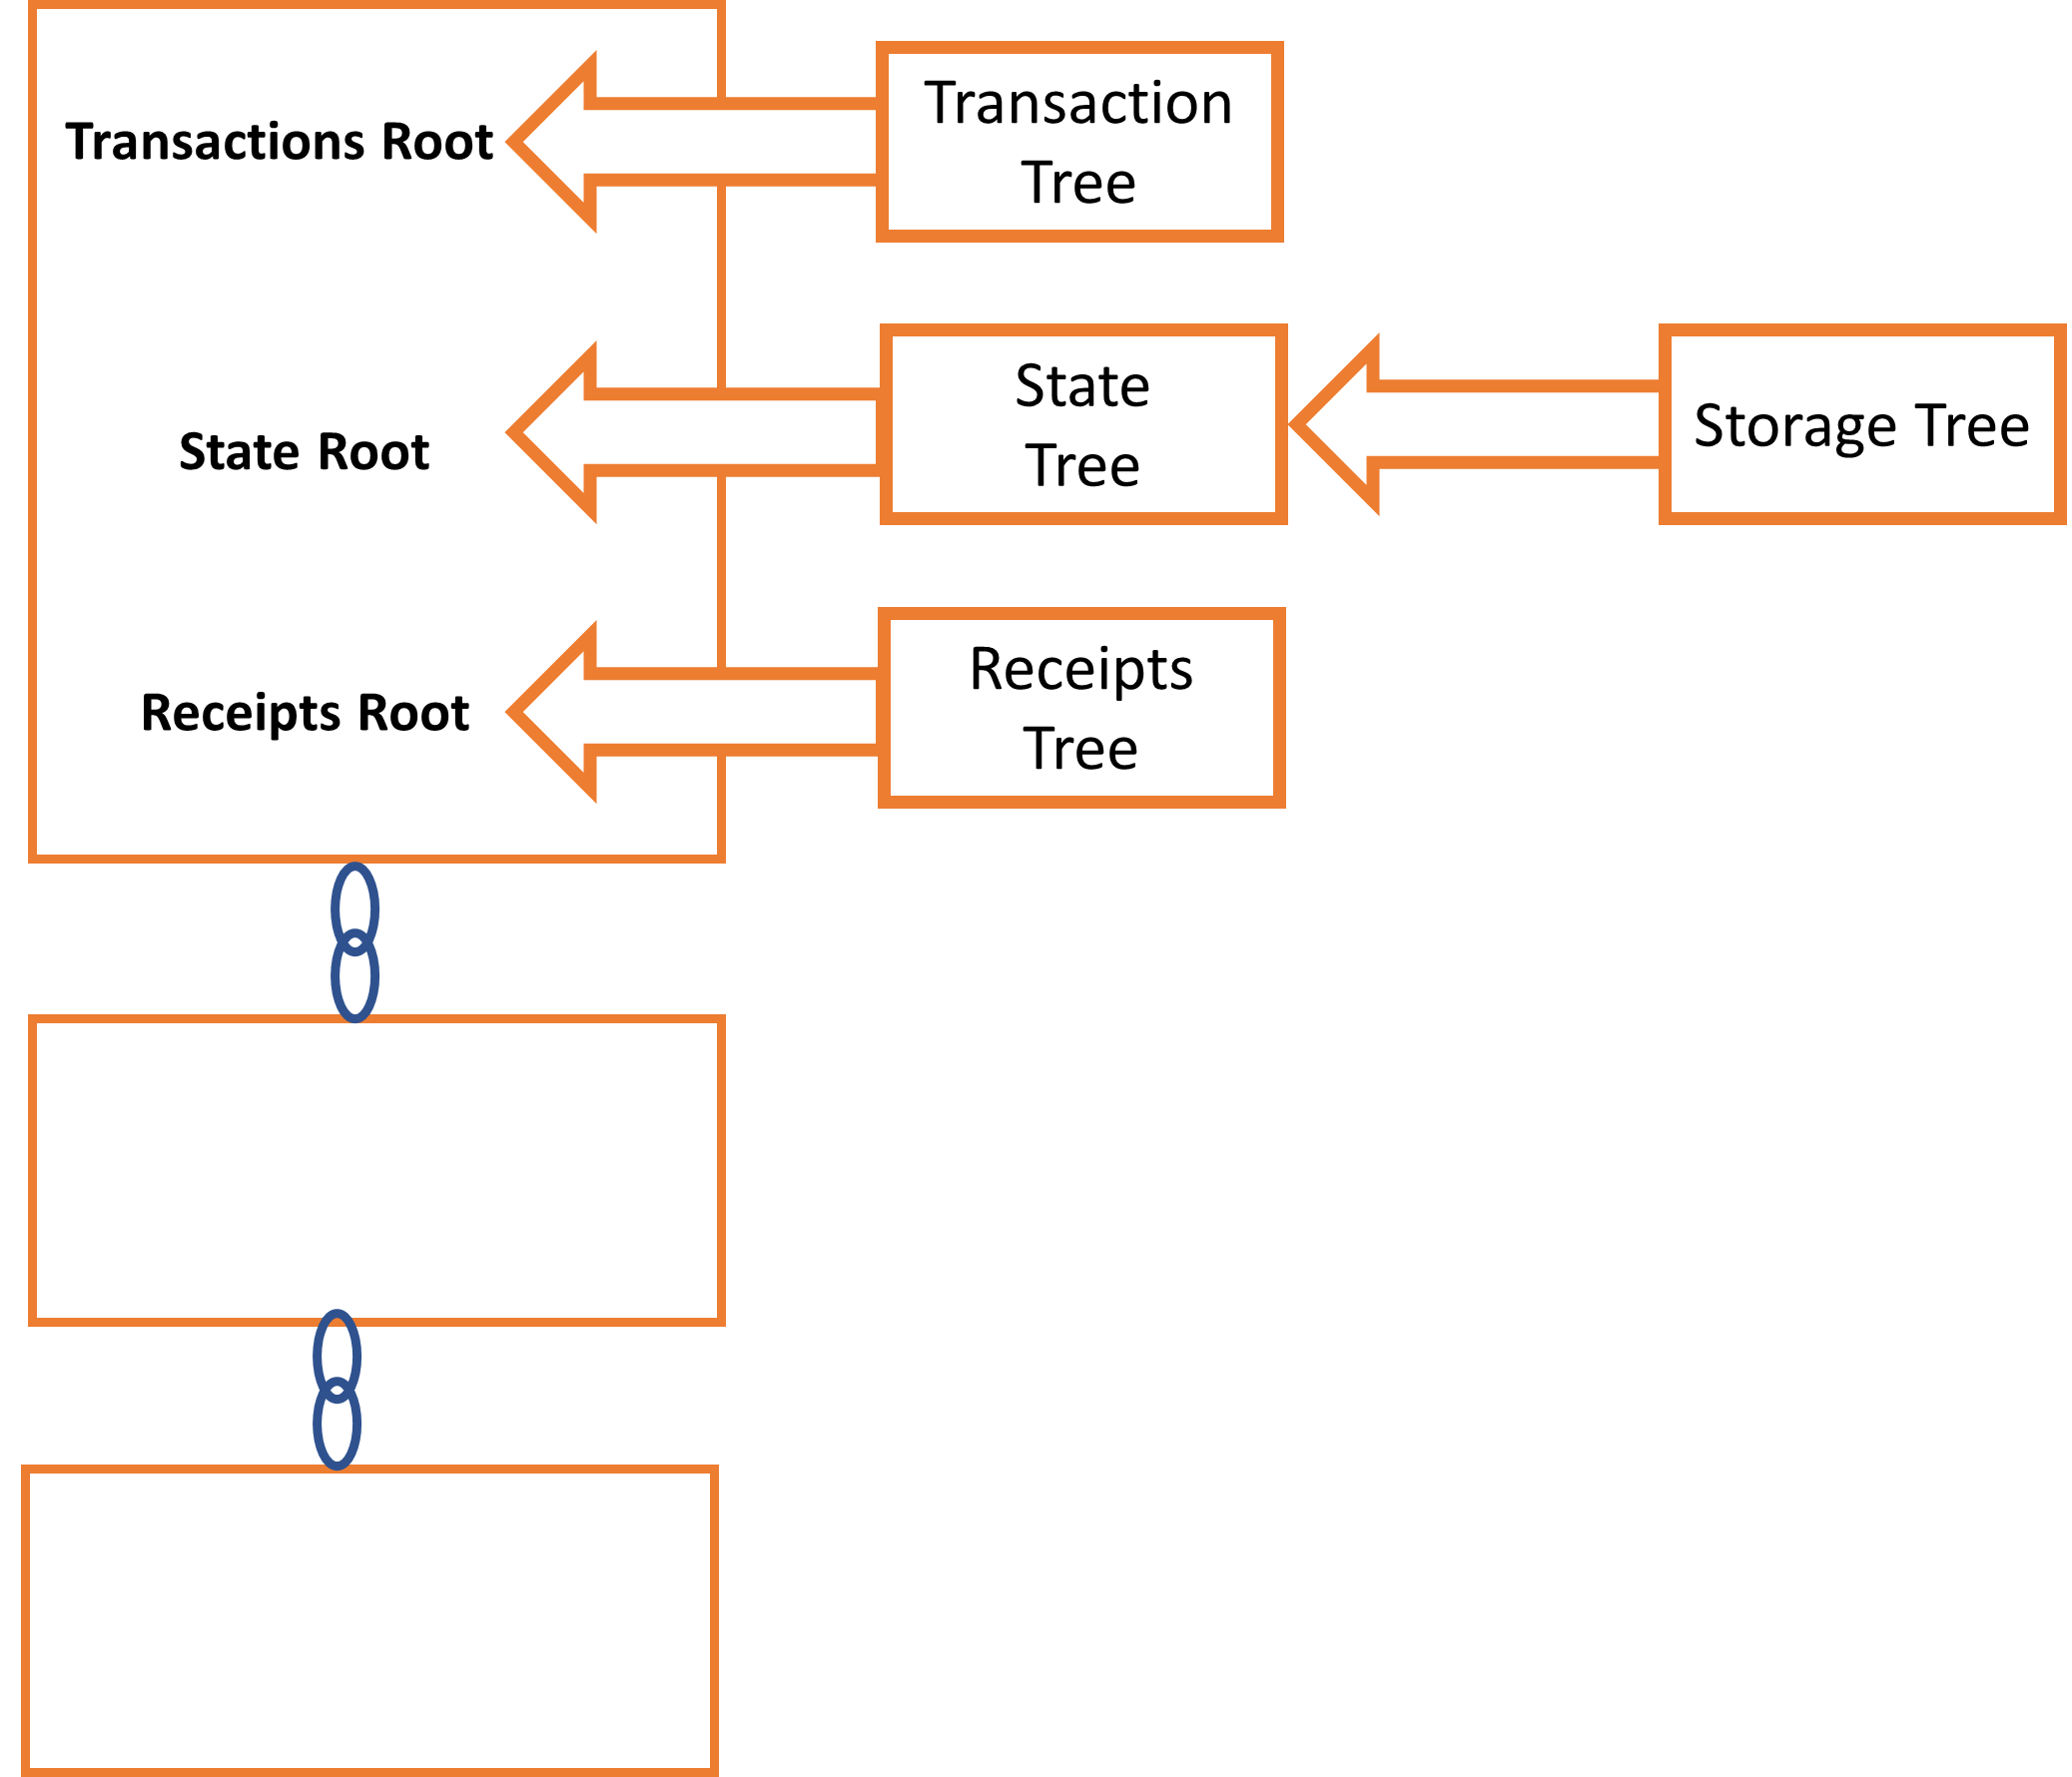 Transactions Root
Transaction
Tree
State Root
State
Tree
Storage Tree
Receipts Root
Receipts
Tree